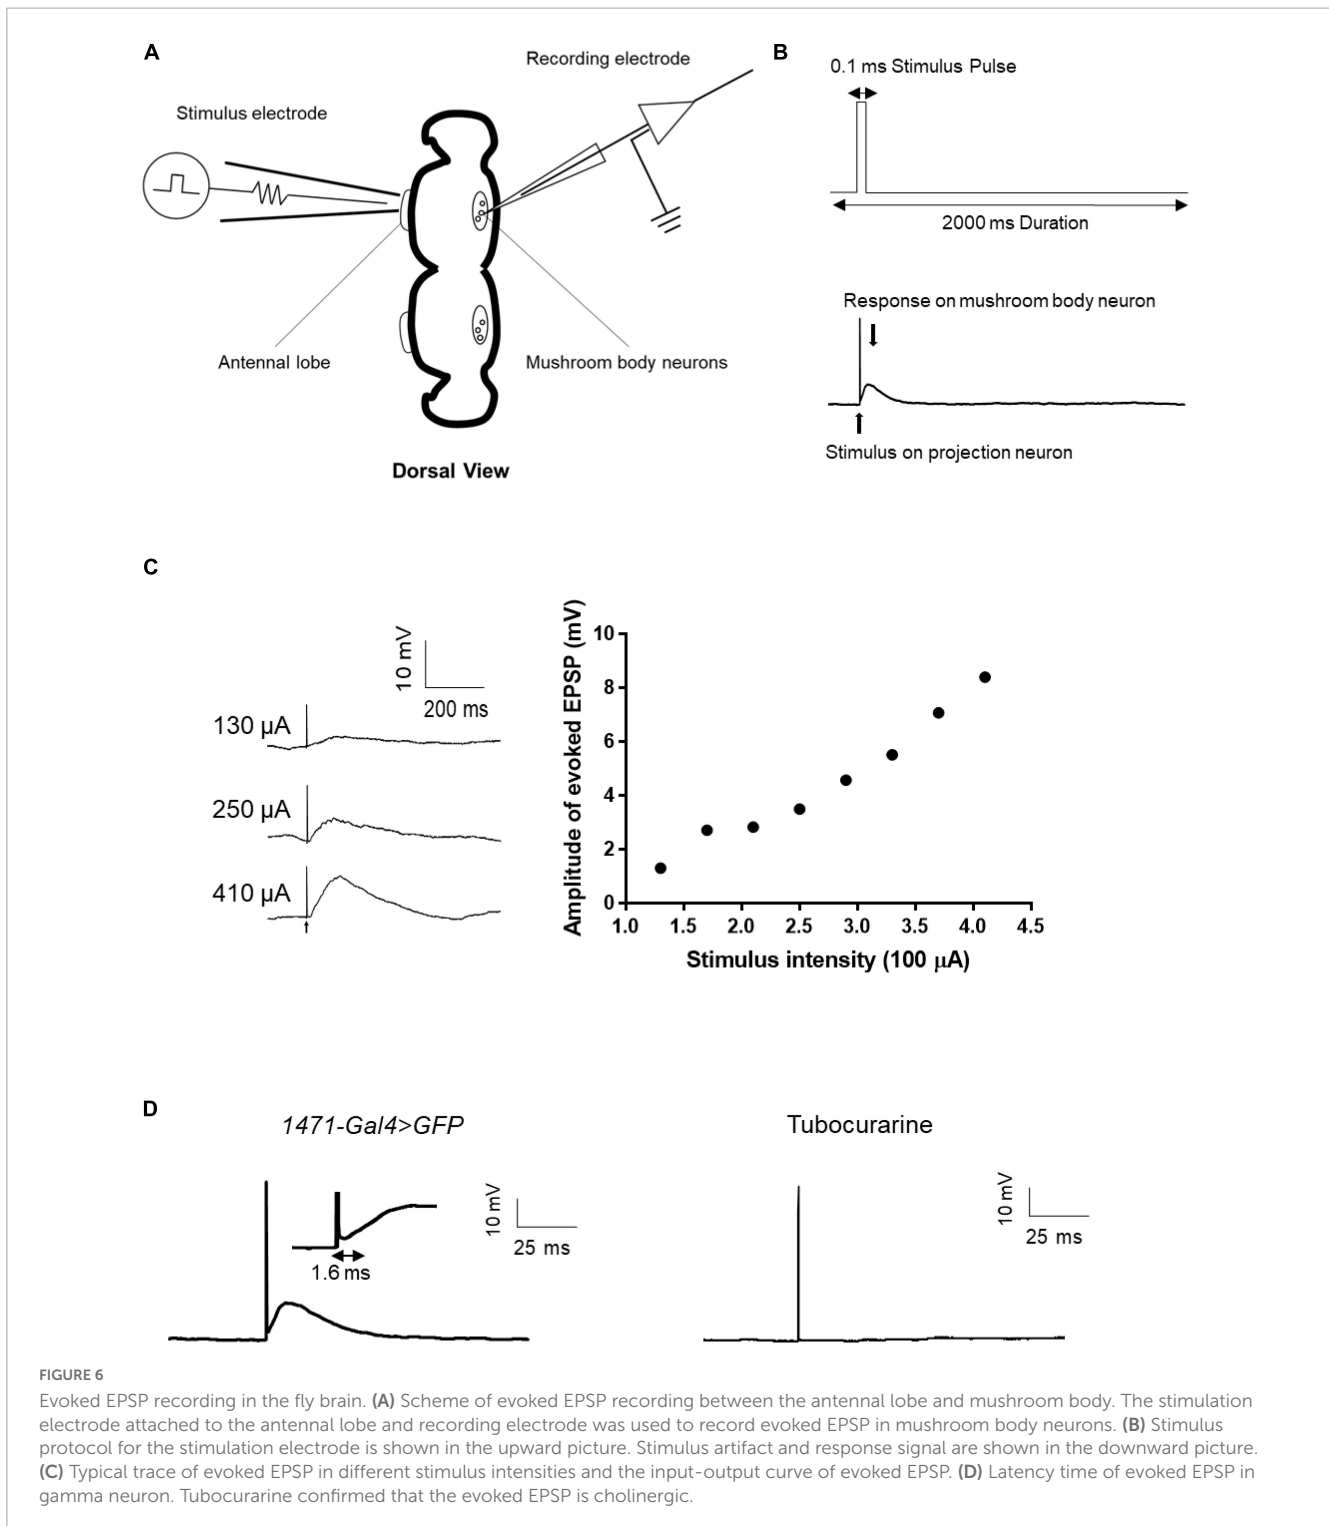 A
Recording electrode
Stimulus electrode
Antennal lobe
Mushroom body neurons
Dorsal View
B
0.1 ms Stimulus Pulse
2000 ms Duration
Response on mushroom body neuron
Stimulus on projection neuron
C
10 mV
200 ms
130 µA
250 µA
410 µA
Amplitude of evoked EPSP (mV)
10
8
6
4
2
0
1.0 1.5 2.0 2.5 3.0 3.5 4.0 4.5
Stimulus intensity (100 µA)
D
1471-Gal4>GFP
1.6 ms
10 mV
25 ms
Tubocurarine
10 mV
25 ms
FIGURE 6
Evoked EPSP recording in the fly brain. (A) Scheme of evoked EPSP recording between the antennal lobe and mushroom body. The stimulation
electrode attached to the antennal lobe and recording electrode was used to record evoked EPSP in mushroom body neurons. (B) Stimulus
protocol for the stimulation electrode is shown in the upward picture. Stimulus artifact and response signal are shown in the downward picture.
(C) Typical trace of evoked EPSP in different stimulus intensities and the input-output curve of evoked EPSP. (D) Latency time of evoked EPSP in
gamma neuron. Tubocurarine confirmed that the evoked EPSP is cholinergic.